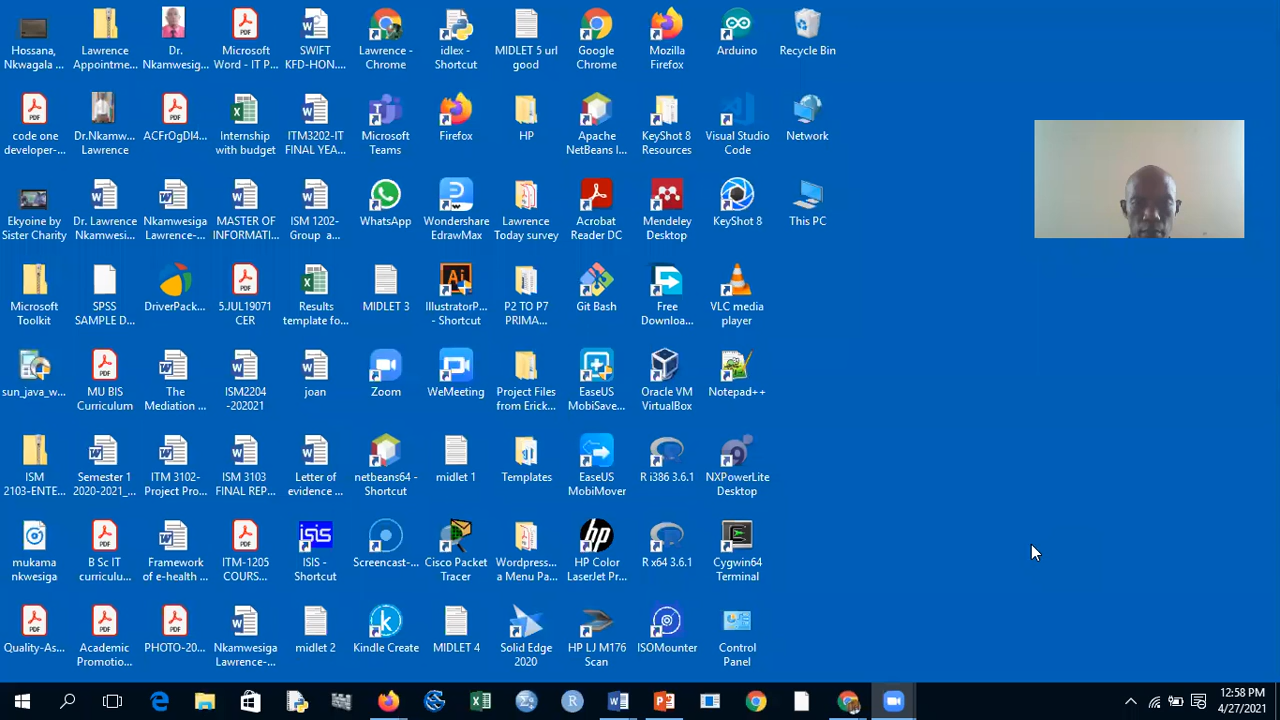 Hossana,
Nkwagala ...
Lawrence
Appointme...
Dr.
Nkamwesig...
Microsoft
Word - IT P...
SWIFT
KFD-HON....
Lawrence -
Chrome
idlex -
Shortcut
MIDLET 5 url
good
Google
Chrome
Mozilla
Firefox
Arduino
Recycle Bin
code one
developer-...
Dr.Nkamw...
Lawrence
ACFrOgDI4...
Internship
with budget
ITM3202-IT
FINAL YEA...
Microsoft
Teams
Firefox
HP
Apache
NetBeans I...
KeyShot 8
Resources
Visual Studio
Code
Network
Ekyoine by
Sister Charity
Dr. Lawrence
Nkamwesi...
Nkamwesiga
Lawrence-...
MASTER OF
INFORMATI...
ISM 1202-
Group a...
WhatsApp
Wondershare
EdrawMax
Lawrence
Today survey
Acrobat
Reader DC
Mendeley
Desktop
KeyShot 8
This PC
Microsoft
Toolkit
SPSS
SAMPLE D...
DriverPack...
5.JUL19071
CER
Results
template fo...
MIDLET 3
IllustratorP...
- Shortcut
P2 TO P7
PRIMA...
Git Bash
Free
Downloa...
VLC media
player
sun_java_w...
MU BIS
Curriculum
The
Mediation ...
ISM2204
-202021
joan
Zoom
WeMeeting
Project Files
from Erick...
EaseUS
MobiSave...
Oracle VM
VirtualBox
Notepad++
ISM
2103-ENTE...
Semester 1
2020-2021_...
ITM 3102-
Project Pro...
ISM 3103
FINAL REP...
Letter of
evidence ...
netbeans64 -
Shortcut
midlet 1
Templates
EaseUS
MobiMover
R i386 3.6.1
NXPowerLite
Desktop
mukama
nkwesiga
B Sc IT
curriculu...
Framework
of e-health ...
ITM-1205
COURS...
isis
ISIS -
Shortcut
Screencast-...
Cisco Packet
Tracer
Wordpress...
a Menu Pa...
HP Color
LaserJet Pr...
R x64 3.6.1
Cygwin64
Terminal
Quality-As...
Academic
Promotio...
PHOTO-20...
Nkamwesiga
Lawrence-...
midlet 2
Kindle Create
MIDLET 4
Solid Edge
2020
HP LJ M176
Scan
ISOMounter
Control
Panel
12:58 PM
4/27/2021